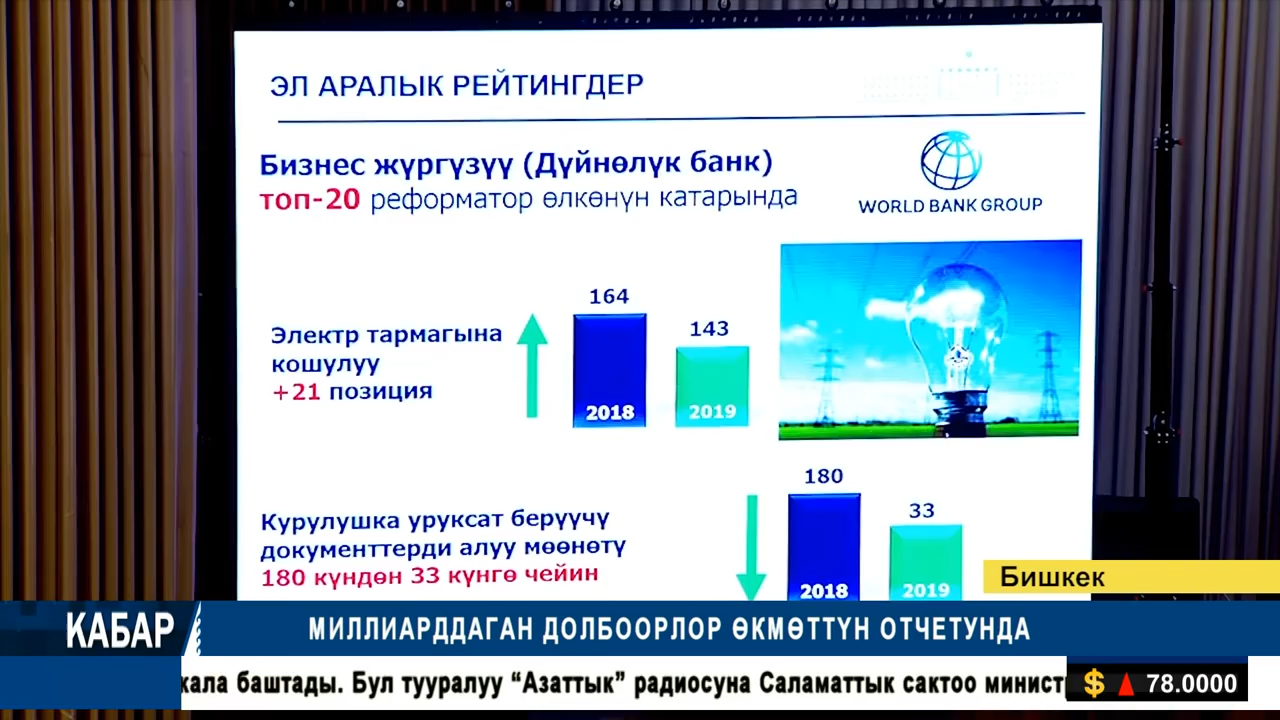 ЭЛ АРАЛЫК РЕЙТИНГДЕР
Бизнес жүргүзүү (Дүйнөлүк банк)
топ-20 реформатор өлкөнүн катарында
WORLD BANK GROUP
Электр тармагына
кошулуу
+21 позиция
164
143
2018
2019
Курулушка уруксат берүүчү
документтерди алуу мөөнөтү
180 күндөн 33 күнгө чейин
180
33
2018
2019
Бишкек
КАБАР
МИЛЛИАРДДАГАН ДОЛБООРЛОР ӨКМӨТТҮН ОТЧЕТУНДА
баштады. Бул тууралуу “Азаттык” радиосуна Саламаттык сактоо
$ 78.0000